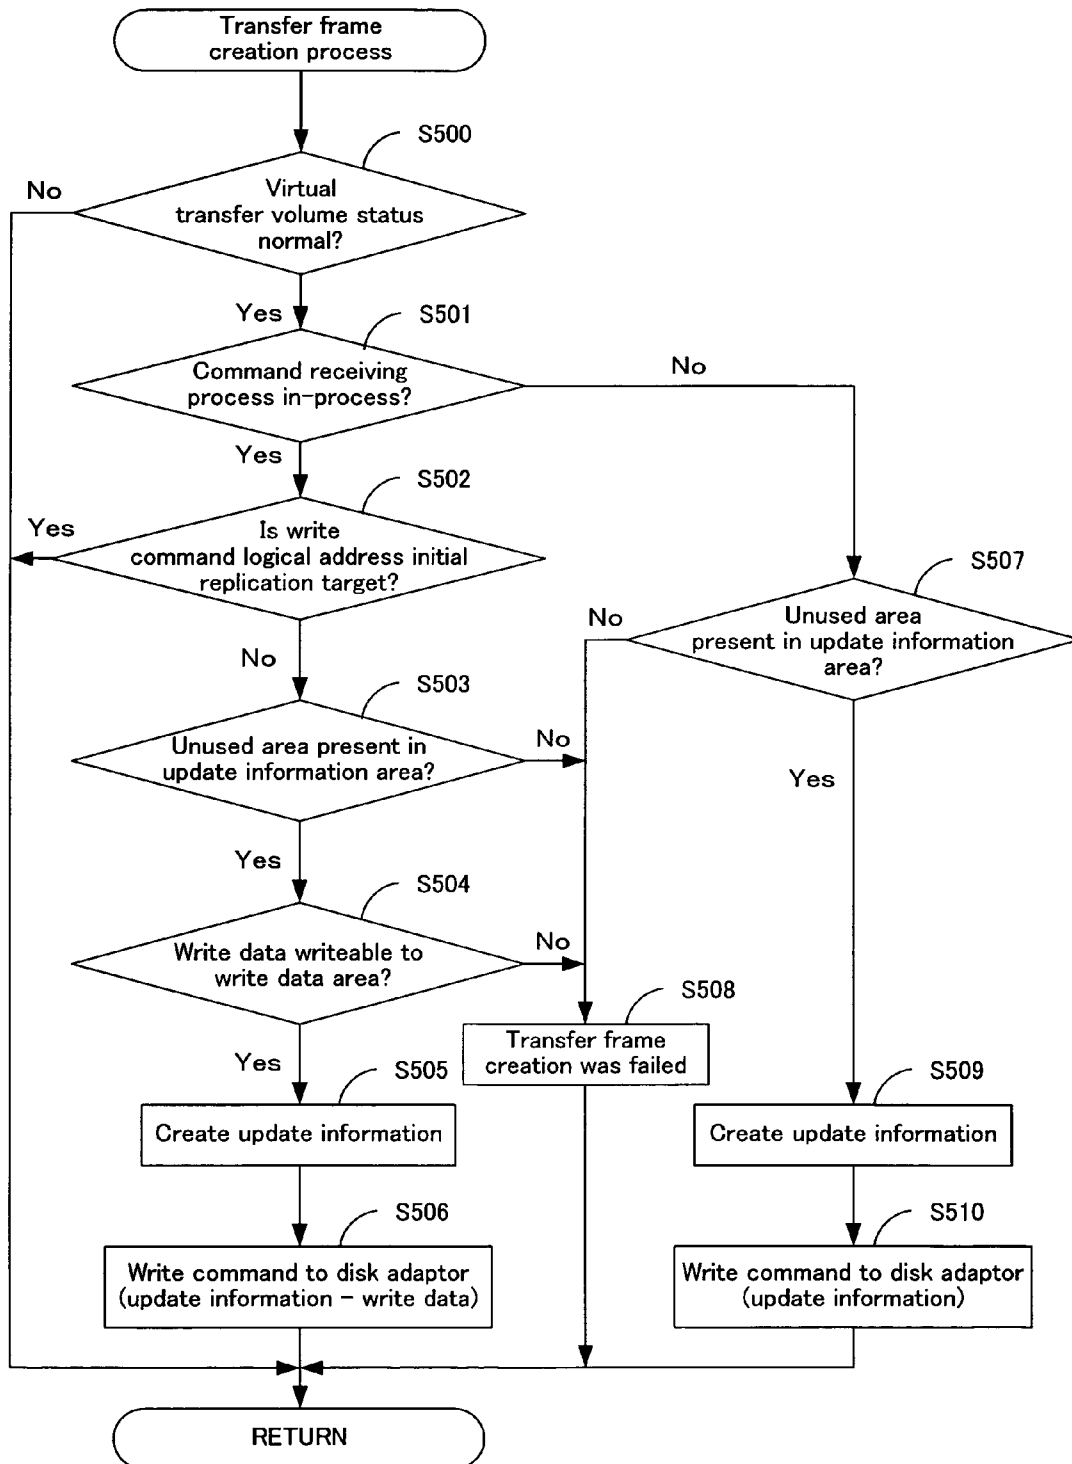 Transfer frame
creation process
S500
No
Virtual
transfer volume status
normal?
Yes
S501
Command receiving
process in-process?
No
Yes
S502
Yes
Is write
command logical address initial
replication target?
S507
No
Unused area
present in update information
area?
No
S503
Unused area present in
update information area?
No
Yes
Yes
S504
Write data writeable to
write data area?
No
S508
Transfer frame
creation was failed
Yes
S505
S509
Create update information
Create update information
S506
S510
Write command to disk adaptor
(update information - write data)
Write command to disk adaptor
(update information)
RETURN